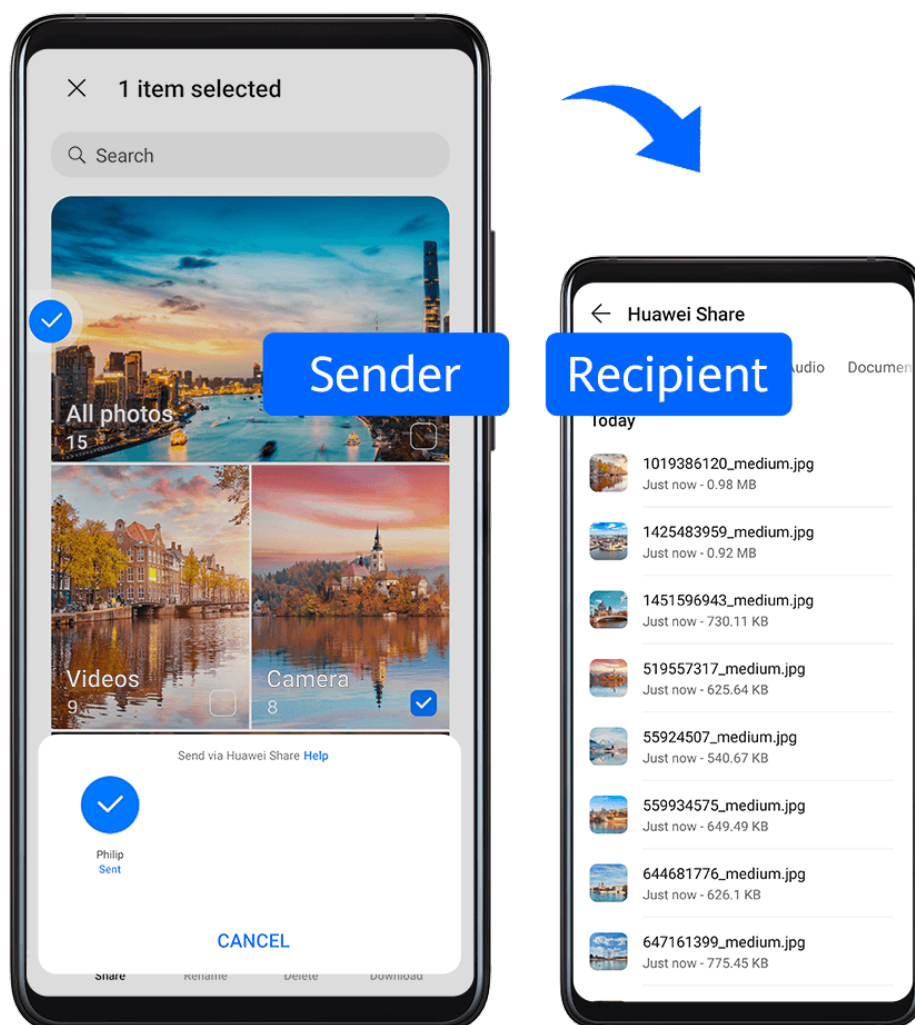 1 item selected
Search
All photos
15
Videos
9
Camera
8
Send via Huawei Share Help
Philip
Sent
CANCEL
Share Rename Delete Download
Sender
Recipient
Huawei Share
Audio Documen
Today
1019386120_medium.jpg
Just now - 0.98 MB
1425483959_medium.jpg
Just now - 0.92 MB
1451596943_medium.jpg
Just now - 730.11 KB
519557317_medium.jpg
Just now - 625.64 KB
55924507_medium.jpg
Just now - 540.67 KB
559934575_medium.jpg
Just now - 649.49 KB
644681776_medium.jpg
Just now - 626.1 KB
647161399_medium.jpg
Just now - 775.45 KB